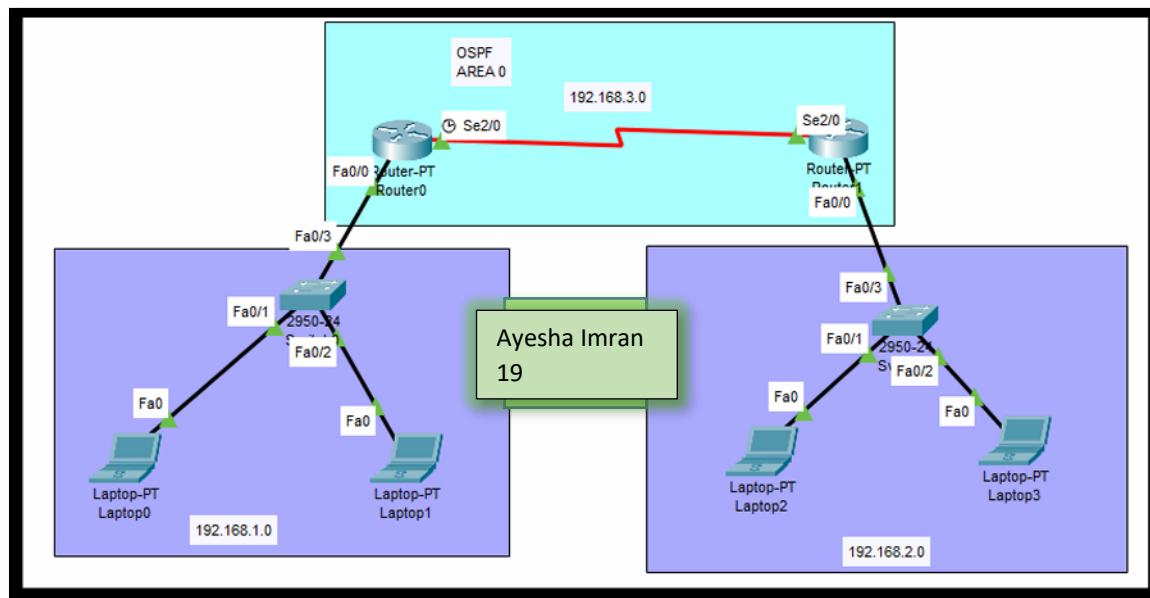 OSPF
AREA 0
192.168.3.0
Se2/0
Se2/0
Fa0/0
Router-PT
Router0
Router-PT
Router1
Fa0/0
Fa0/3
Fa0/1
2950-24
Fa0/2
Fa0
Fa0
Laptop-PT
Laptop0
Laptop-PT
Laptop1
192.168.1.0
Ayesha Imran
19
Fa0/3
Fa0/1
2950-24
Fa0/2
Fa0
Fa0
Laptop-PT
Laptop2
Laptop-PT
Laptop3
192.168.2.0